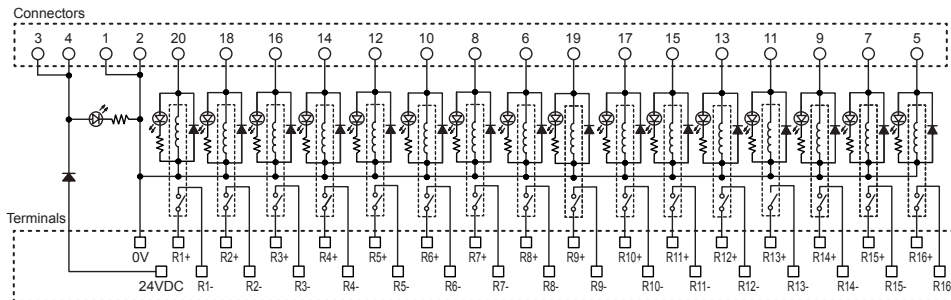 Connectors
3 4 1 2 20 18 16 14 12 10 8 6 19 17 15 13 11 9 7 5
Terminals
0V R1+ R2+ R3+ R4+ R5+ R6+ R7+ R8+ R9+ R10+ R11+ R12+ R13+ R14+ R15+ R16+
24VDC R1- R2- R3- R4- R5- R6- R7- R8- R9- R10- R11- R12- R13- R14- R15-